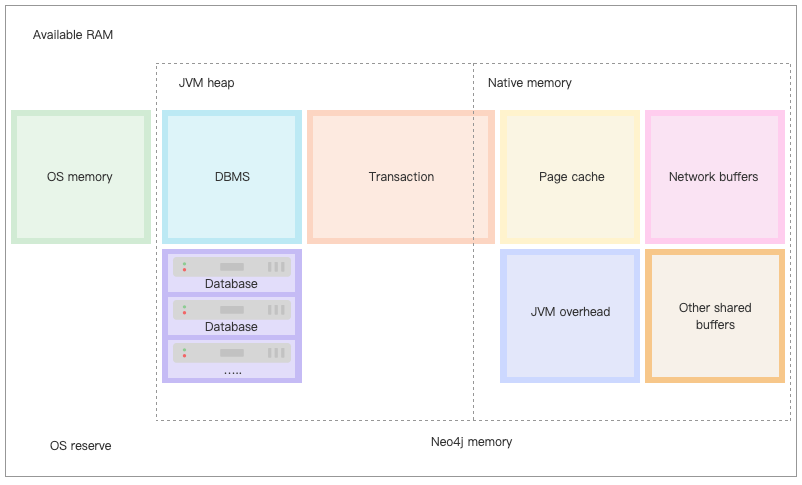 Available RAM
JVM heap
Native memory
OS memory
DBMS
Transaction
Page cache
Network buffers
Database
Database
.....
JVM overhead
Other shared
buffers
OS reserve
Neo4j memory